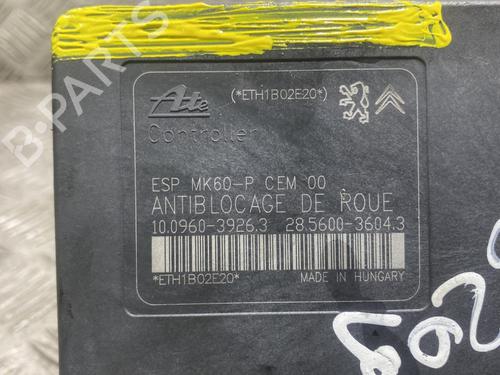 Ate
(*ETH1B02E20*)
Controller
ESP MK60-P CEM 00
ANTIBLOCAGE DE ROUE
10.0960-3926.3 28.5600-3604.3
*ETH1B02E20*
MADE IN HUNGARY
B-PARTS